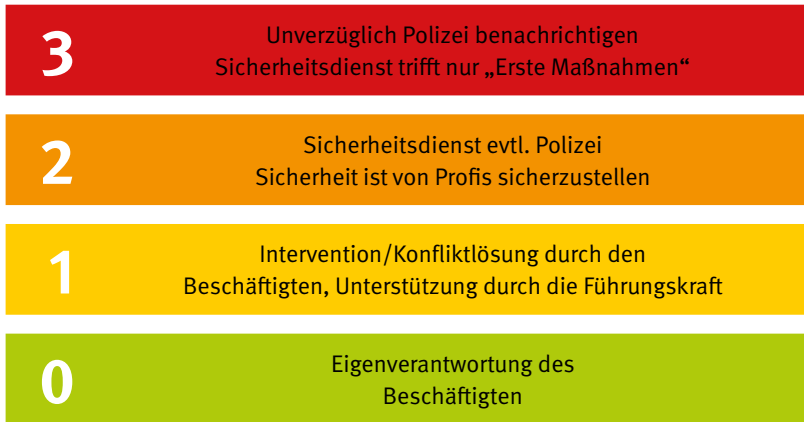 3
Unverzüglich Polizei benachrichtigen
Sicherheitsdienst trifft nur „Erste Maßnahmen“
2
Sicherheitsdienst evtl. Polizei
Sicherheit ist von Profis sicherzustellen
1
Intervention/Konfliktlösung durch den
Beschäftigten, Unterstützung durch die Führungskraft
0
Eigenverantwortung des
Beschäftigten